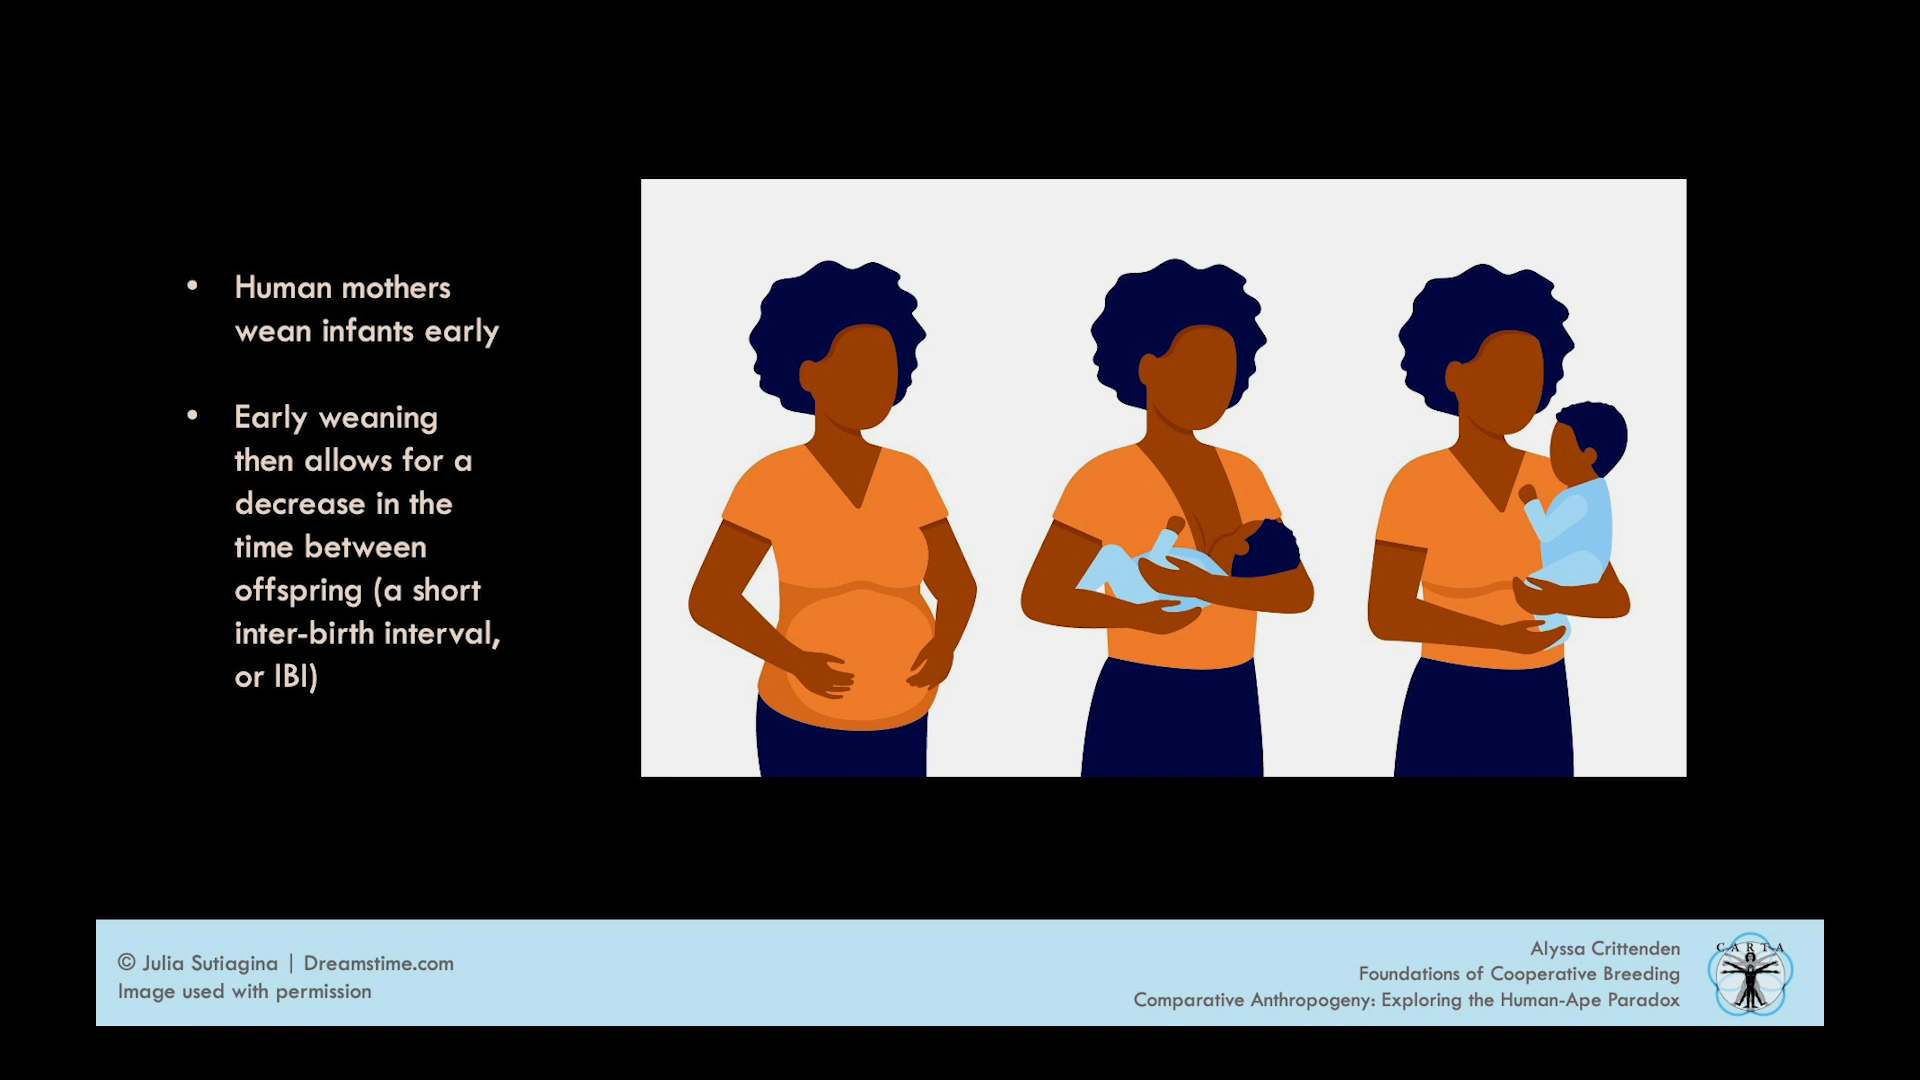 • Human mothers
wean infants early
• Early weaning
then allows for a
decrease in the
time between
offspring (a short
inter-birth interval,
or IBI)
© Julia Sutiagina | Dreamstime.com
Image used with permission
Alyssa Crittenden
Foundations of Cooperative Breeding
Comparative Anthropogeny: Exploring the Human-Ape Paradox
CARTA